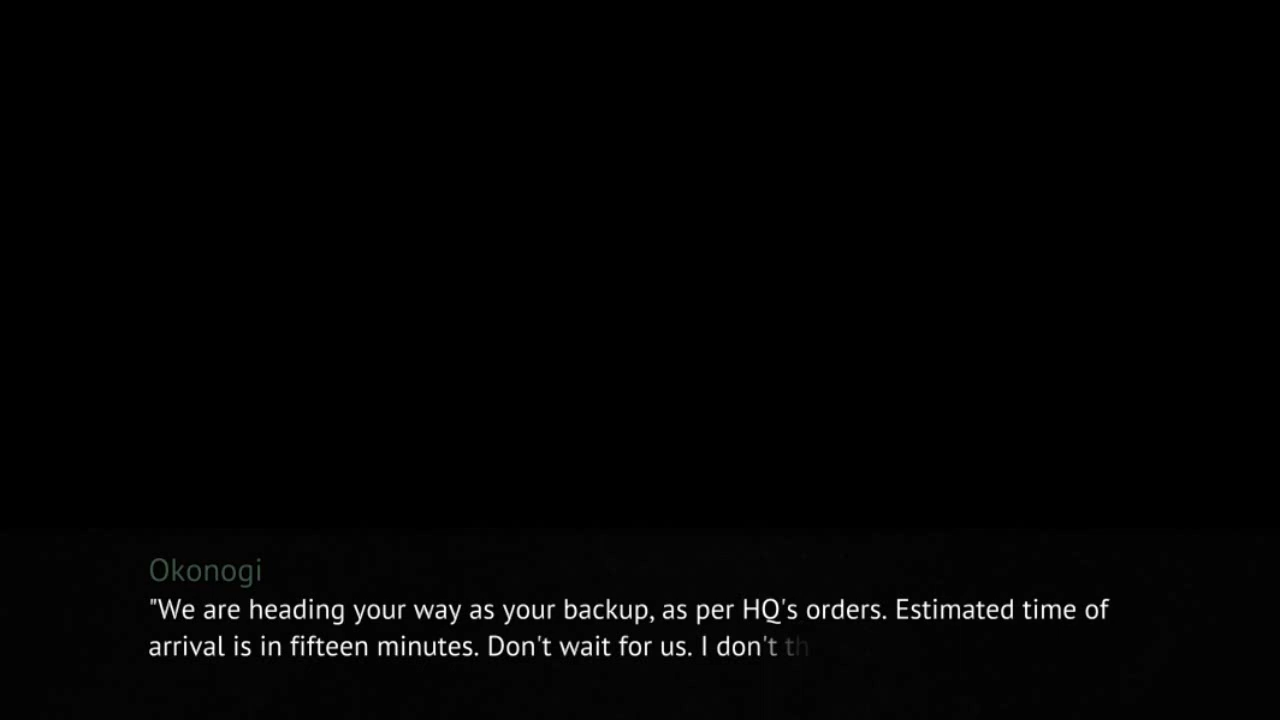 Okonogi
"We are heading your way as your backup, as per HQ's orders. Estimated time of
arrival is in fifteen minutes. Don't wait for us. I don't th